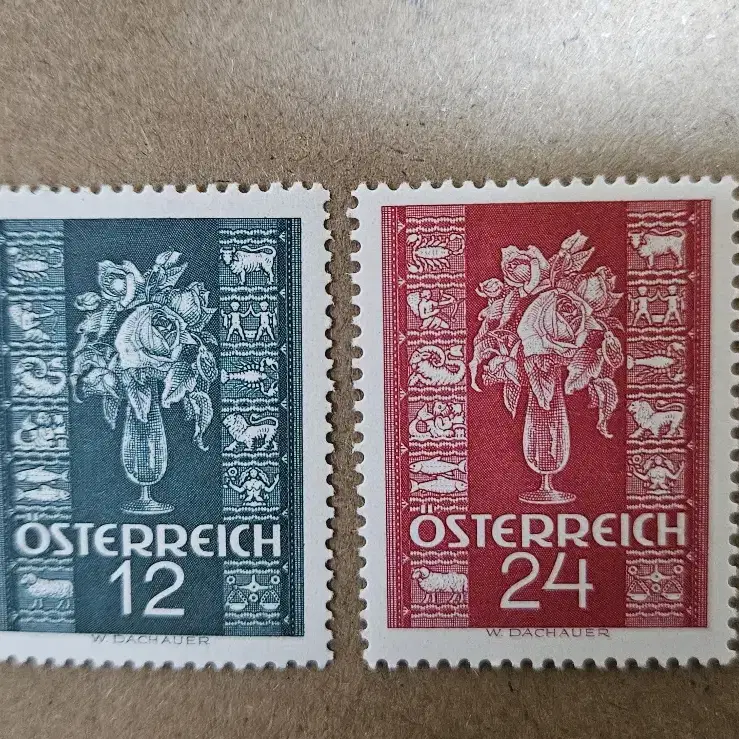 ÖSTERREICH
12
W. DACHAUER
ÖSTERREICH
24
W. DACHAUER